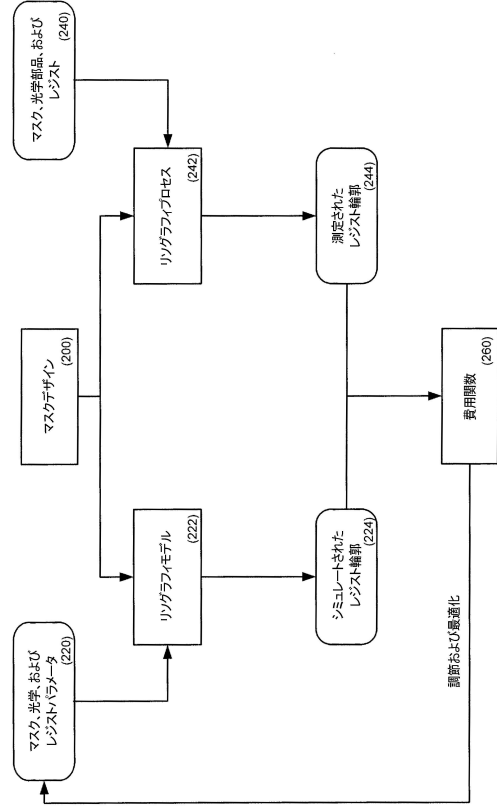 マスク、光学、および
レジストパラメータ
(220)
マスクデザイン
(200)
マスク、光学部品、および
レジスト
(240)
リソグラフィモデル
(222)
リソグラフィプロセス
(242)
シミュレートされた
レジスト輪郭
(224)
測定された
レジスト輪郭
(244)
費用関数
(260)
調節および最適化